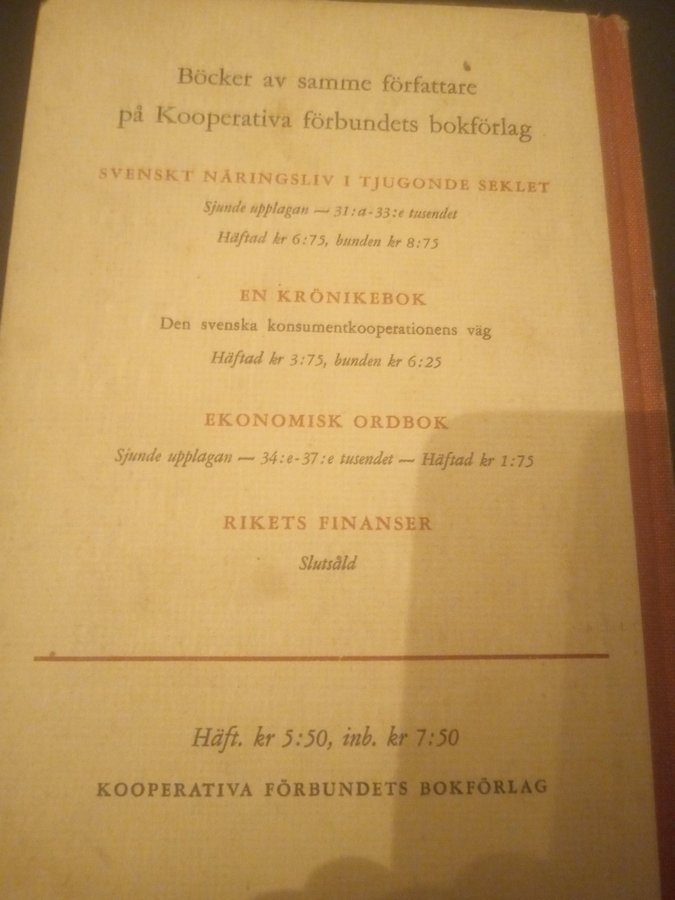 Böcker av samme författare
på Kooperativa förbundets bokförlag
SVENSKT NÄRINGSLIV I TJUGONDE SEKLET
Sjunde upplagan — 31:a-33:e tusendet
Häftad kr 6:75, bunden kr 8:75
EN KRÖNIKEBOK
Den svenska konsumentkooperationens väg
Häftad kr 3:75, bunden kr 6:25
EKONOMISK ORDBOK
Sjunde upplagan — 34:e-37:e tusendet — Häftad kr 1:75
RIKETS FINANSER
Slutsåld
Häft. kr 5:50, inb. kr 7:50
KOOPERATIVA FÖRBUNDETS BOKFÖRLAG